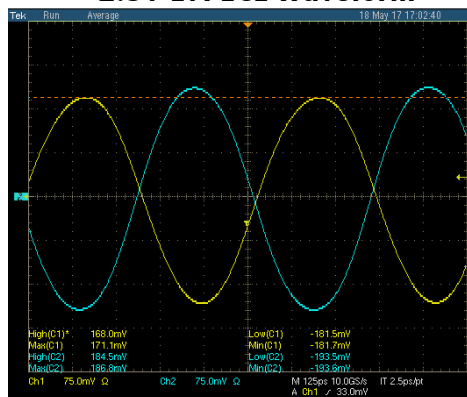 Tek Run Average 18 May 17 17:02:40
High(C1)* 168.0mV Low(C1) -181.5mV
Max(C1) 171.1mV Min(C1) -181.7mV
High(C2) 184.5mV Low(C2) -193.5mV
Max(C2) 186.8mV Min(C2) -193.6mV
Ch1 75.0mV Ω Ch2 75.0mV Ω M 125ps 10.0GS/s IT 2.5ps/pt
A Ch1 ⁄ 33.0mV